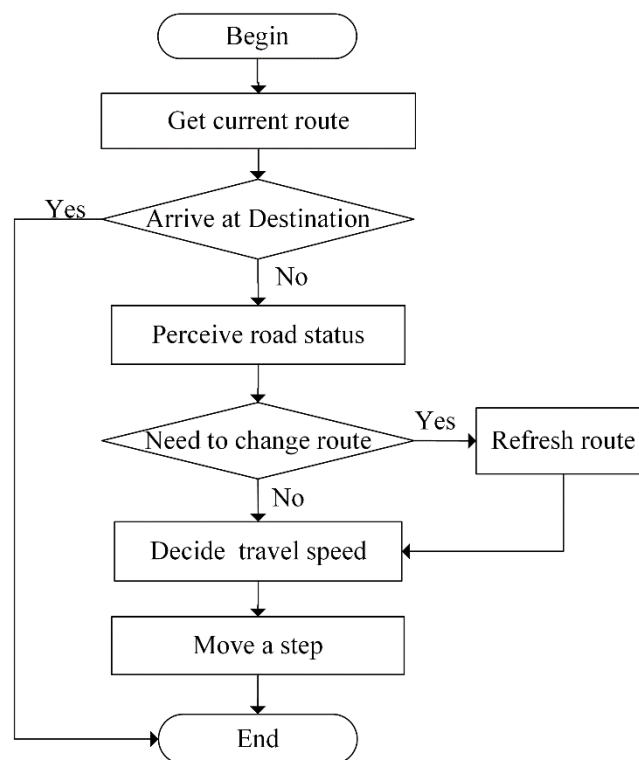 Begin
Get current route
Yes
Arrive at Destination
No
Perceive road status
Need to change route
Yes
Refresh route
No
Decide travel speed
Move a step
End